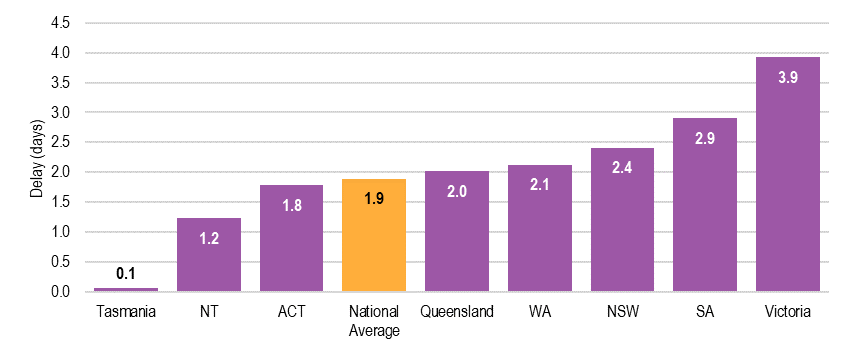 4.5
4.0
3.5
3.0
2.5
2.0
1.5
1.0
0.5
0.0
Delay (days)
0.1
1.2
1.8
1.9
2.0
2.1
2.4
2.9
3.9
Tasmania
NT
ACT
National
Average
Queensland
WA
NSW
SA
Victoria